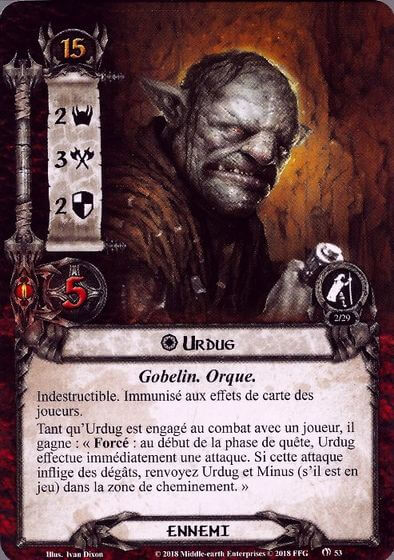 15
2
3
2
5
2/29
Urdug
Gobelin. Orque.
Indestructible. Immunisé aux effets de carte des
joueurs.
Tant qu'Urdug est engagé au combat avec un joueur, il
gagne : « Forcé : au début de la phase de quête, Urdug
effectue immédiatement une attaque. Si cette attaque
inflige des dégâts, renvoyez Urdug et Minus (s'il est en
jeu) dans la zone de cheminement. »
ENNEMI
Illus. Ivan Dixon
© 2018 Middle-earth Enterprises © 2018 FFG
53